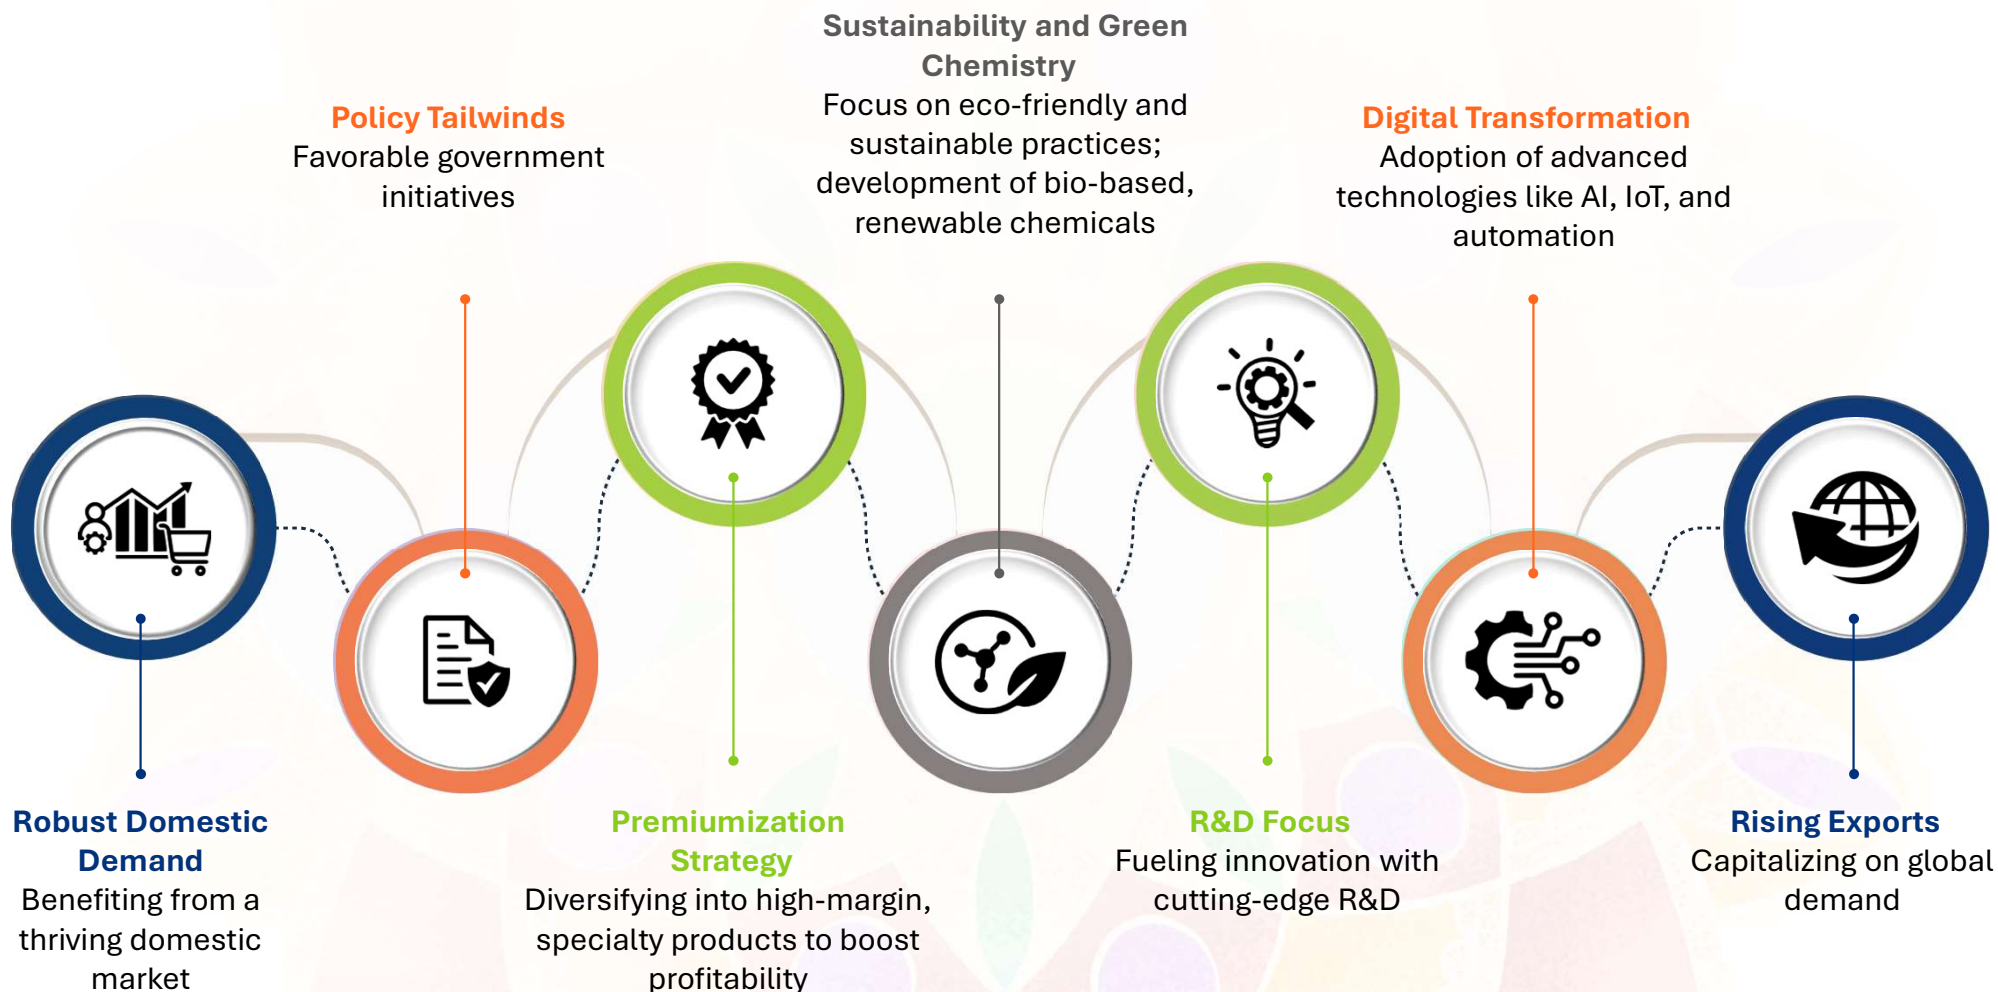 Robust Domestic
Demand
Benefiting from a
thriving domestic
market
Policy Tailwinds
Favorable government
initiatives
Premiumization
Strategy
Diversifying into high-margin,
specialty products to boost
profitability
Sustainability and Green
Chemistry
Focus on eco-friendly and
sustainable practices;
development of bio-based,
renewable chemicals
R&D Focus
Fueling innovation with
cutting-edge R&D
Digital Transformation
Adoption of advanced
technologies like AI, IoT, and
automation
Rising Exports
Capitalizing on global
demand